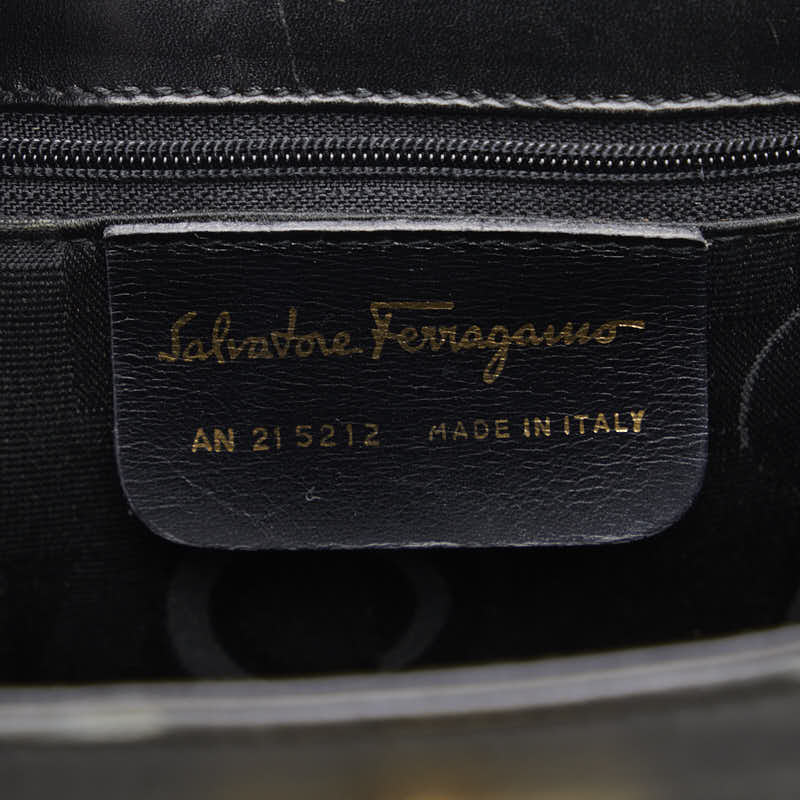 Salvatore Ferragamo
AN 21 5212 MADE IN ITALY